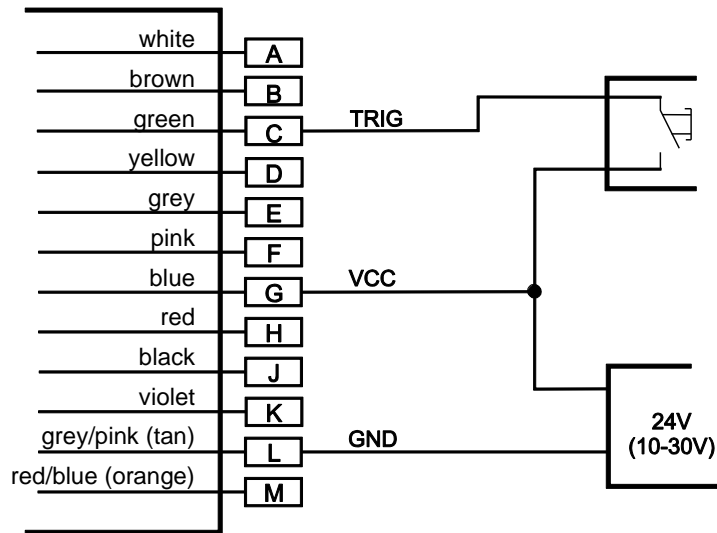 white A
brown B
green C TRIG
yellow D
grey E
pink F
blue G VCC
red H
black J
violet K
grey/pink (tan) L GND
red/blue (orange) M
24V
(10-30V)